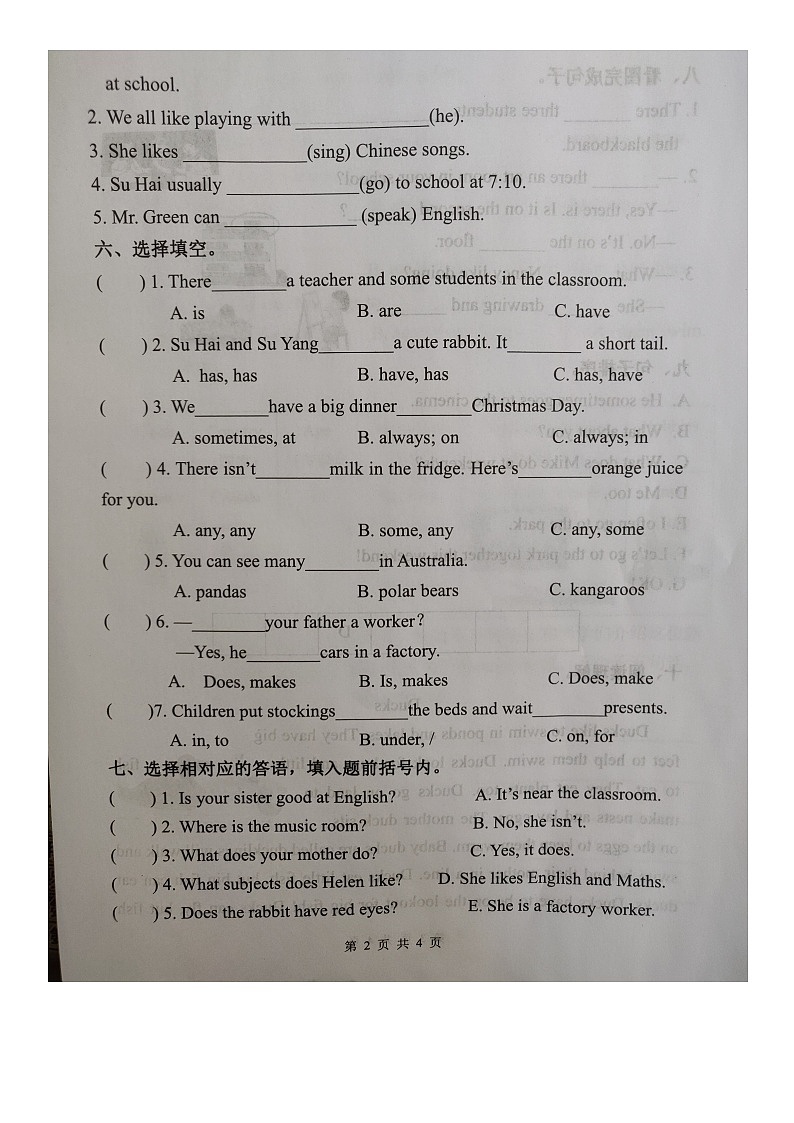 at school.
2. We all like playing with ______________(he).
3. She likes _____________(sing) Chinese songs.
4. Su Hai usually ______________(go) to school at 7:10.
5. Mr. Green can ______________ (speak) English.
六、选择填空。
(     ) 1. There________a teacher and some students in the classroom.
A. is B. are C. have
(     ) 2. Su Hai and Su Yang________a cute rabbit. It________ a short tail.
A. has, has B. have, has C. has, have
(     ) 3. We________have a big dinner________Christmas Day.
A. sometimes, at B. always; on C. always; in
(     ) 4. There isn't________milk in the fridge. Here's________orange juice
for you.
A. any, any B. some, any C. any, some
(     ) 5. You can see many________in Australia.
A. pandas B. polar bears C. kangaroos
(     ) 6. —________your father a worker?
—Yes, he________cars in a factory.
A. Does, makes B. Is, makes C. Does, make
(     )7. Children put stockings________the beds and wait________presents.
A. in, to B. under, / C. on, for
七、选择相对应的答语，填入题前括号内。
(     ) 1. Is your sister good at English? A. It's near the classroom.
(     ) 2. Where is the music room? B. No, she isn't.
(     ) 3. What does your mother do? C. Yes, it does.
(     ) 4. What subjects does Helen like? D. She likes English and Maths.
(     ) 5. Does the rabbit have red eyes? E. She is a factory worker.
第 2 页 共 4 页